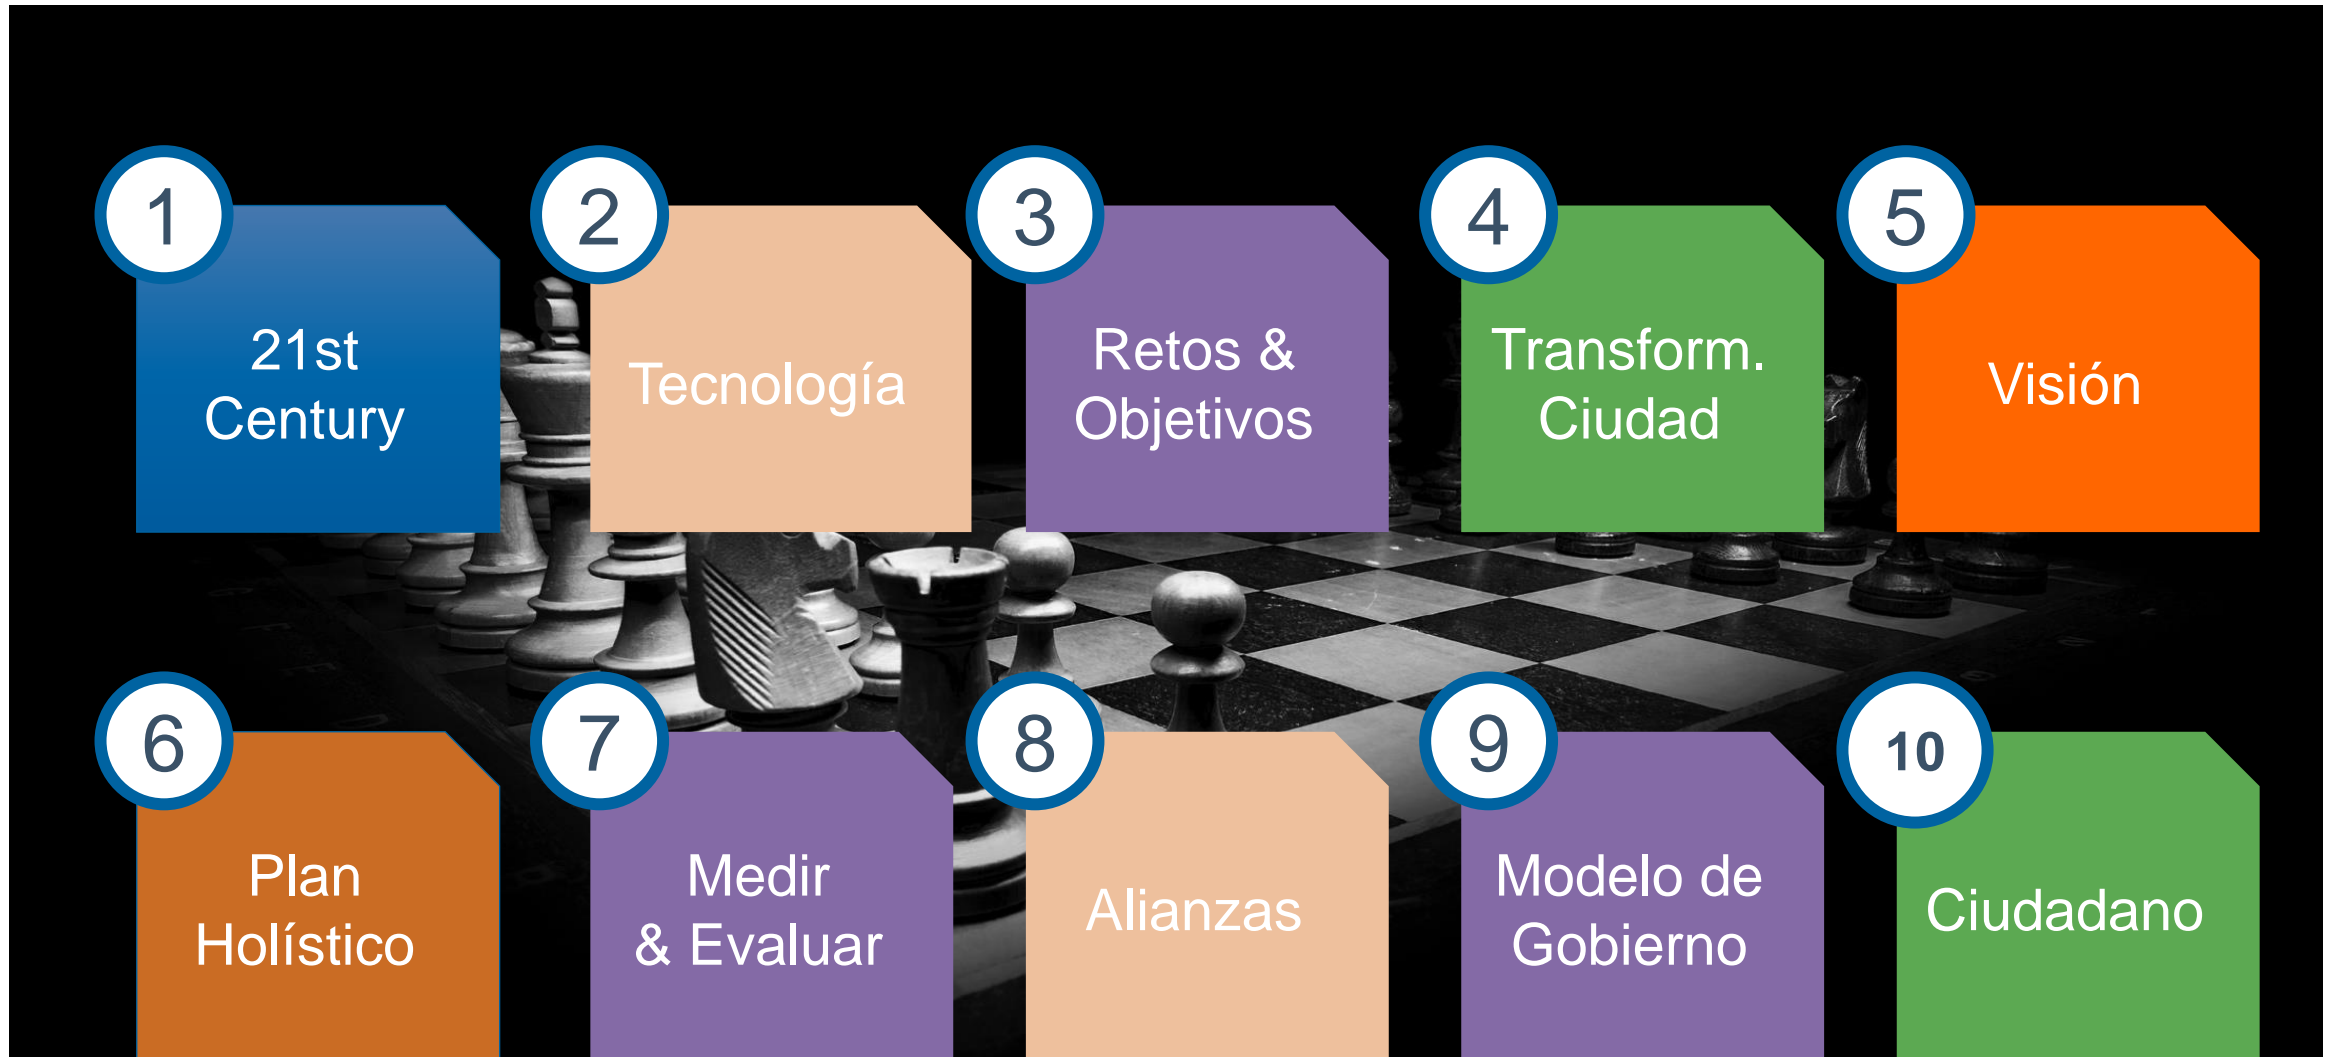 1
21st
Century
2
Tecnología
3
Retos &
Objetivos
4
Transform.
Ciudad
5
Visión
6
Plan
Holístico
7
Medir
& Evaluar
8
Alianzas
9
Modelo de
Gobierno
10
Ciudadano